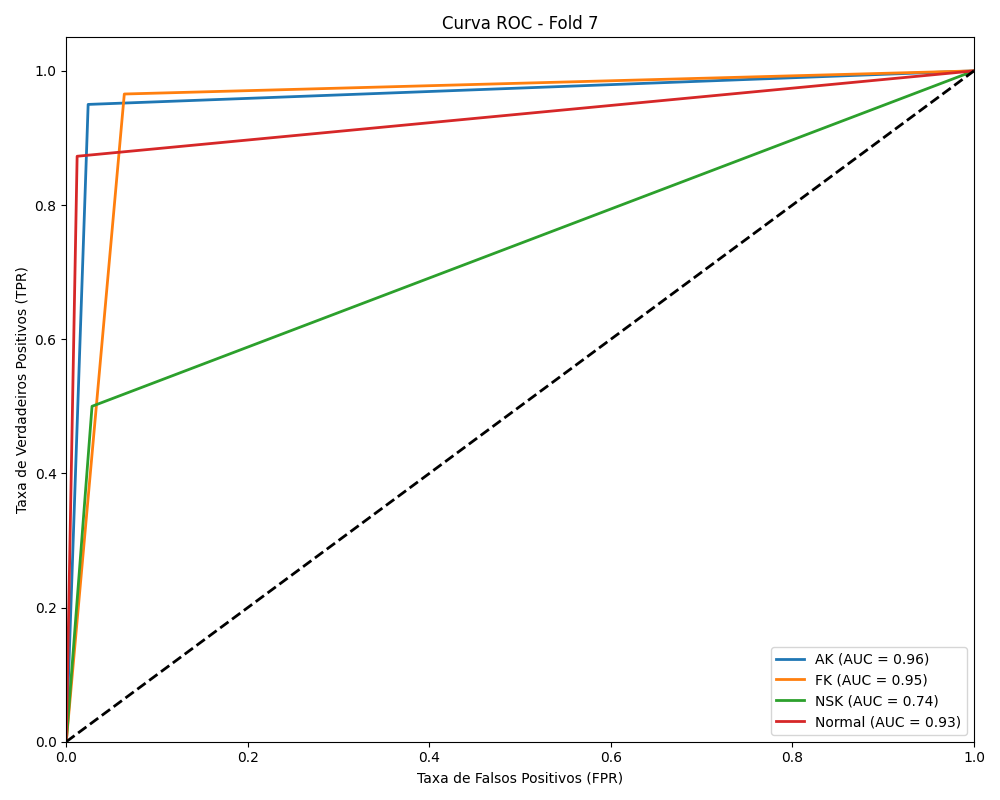 Curva ROC - Fold 7
Taxa de Verdadeiros Positivos (TPR)
1.0
0.8
0.6
0.4
0.2
0.0
0.0 0.2 0.4 0.6 0.8 1.0
Taxa de Falsos Positivos (FPR)
AK (AUC = 0.96)
FK (AUC = 0.95)
NSK (AUC = 0.74)
Normal (AUC = 0.93)